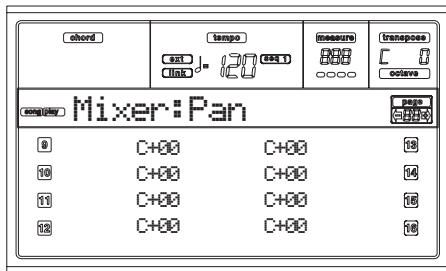 chord tempo measure transpose
ext link ♩= 120 seq 1 888 C 0
octave
song play Mixer:Pan page 88
9 C+00 C+00 13
10 C+00 C+00 14
11 C+00 C+00 15
12 C+00 C+00 16